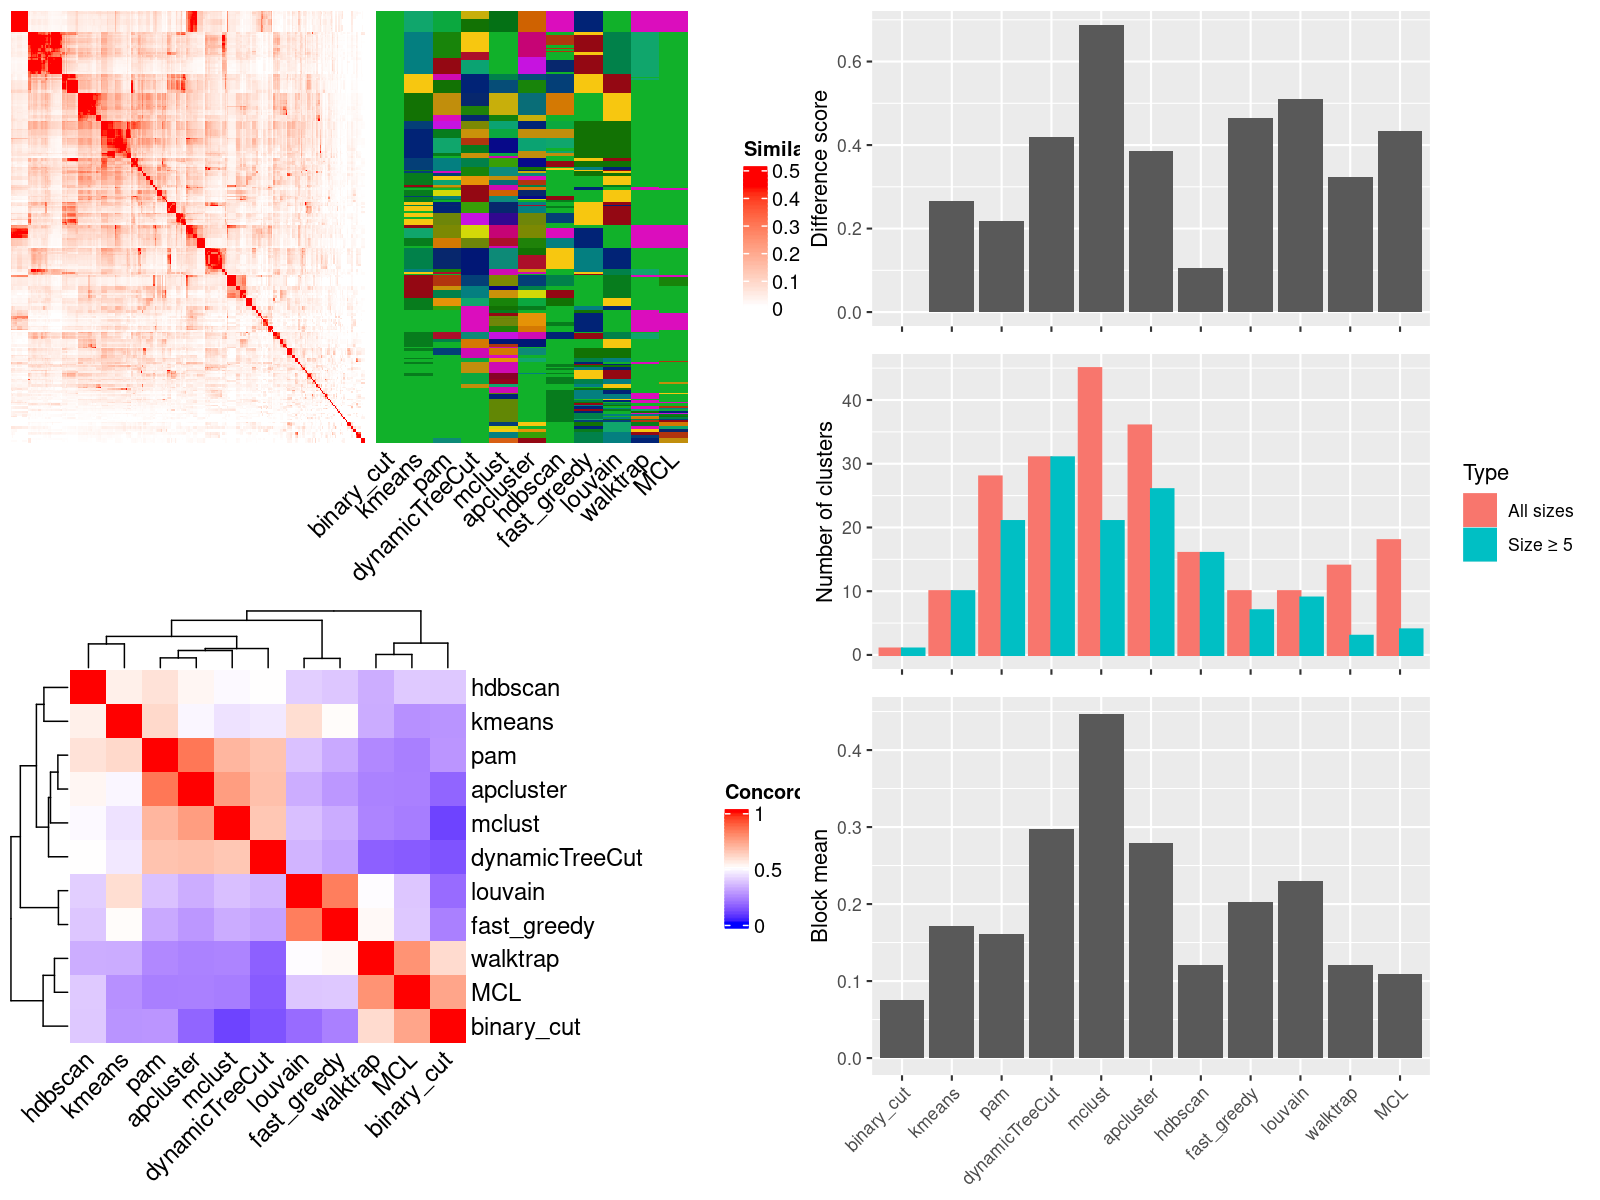 Simila
0.5
0.4
0.3
0.2
0.1
0
binary_cut
kmeans
pam
dynamicTreeCut
mclust
apcluster
hdbscan
fast_greedy
louvain
walktrap
MCL
hdbscan
kmeans
pam
apcluster
mclust
dynamicTreeCut
louvain
fast_greedy
walktrap
MCL
binary_cut
hdbscan
kmeans
pam
apcluster
mclust
dynamicTreeCut
louvain
fast_greedy
walktrap
MCL
binary_cut
Concord
1
0.5
0
Difference score
0.6
0.4
0.2
0.0
Number of clusters
40
30
20
10
0
Type
All sizes
Size ≥ 5
Block mean
0.4
0.3
0.2
0.1
0.0
binary_cut
kmeans
pam
dynamicTreeCut
mclust
apcluster
hdbscan
fast_greedy
louvain
walktrap
MCL